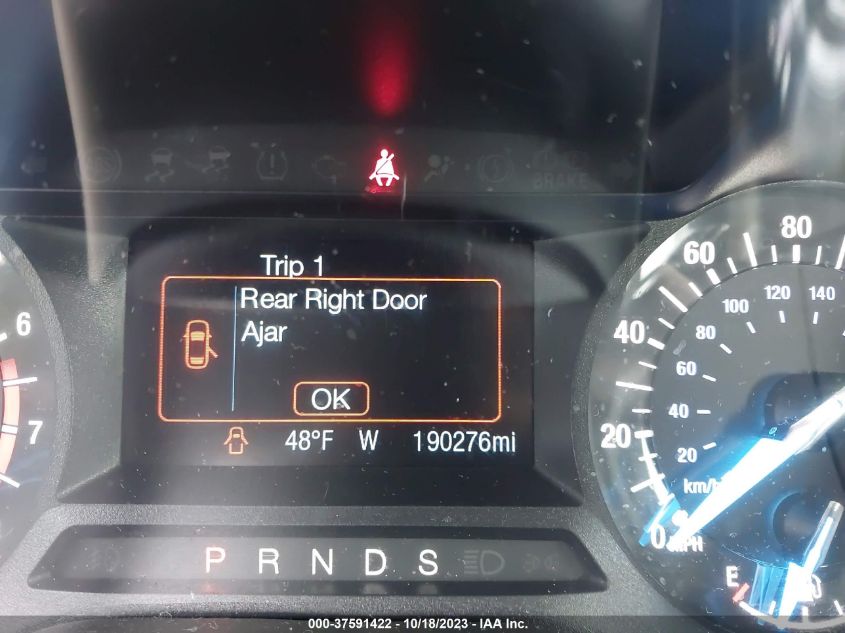 BRAKE
Trip 1
Rear Right Door
Ajar
OK
48°F W 190276mi
6
7
P R N D S
0 20 40 60 80
20 40 60 80 100 120 140
km/h
MPH
E
000-37591422 - 10/18/2023 - IAA Inc.